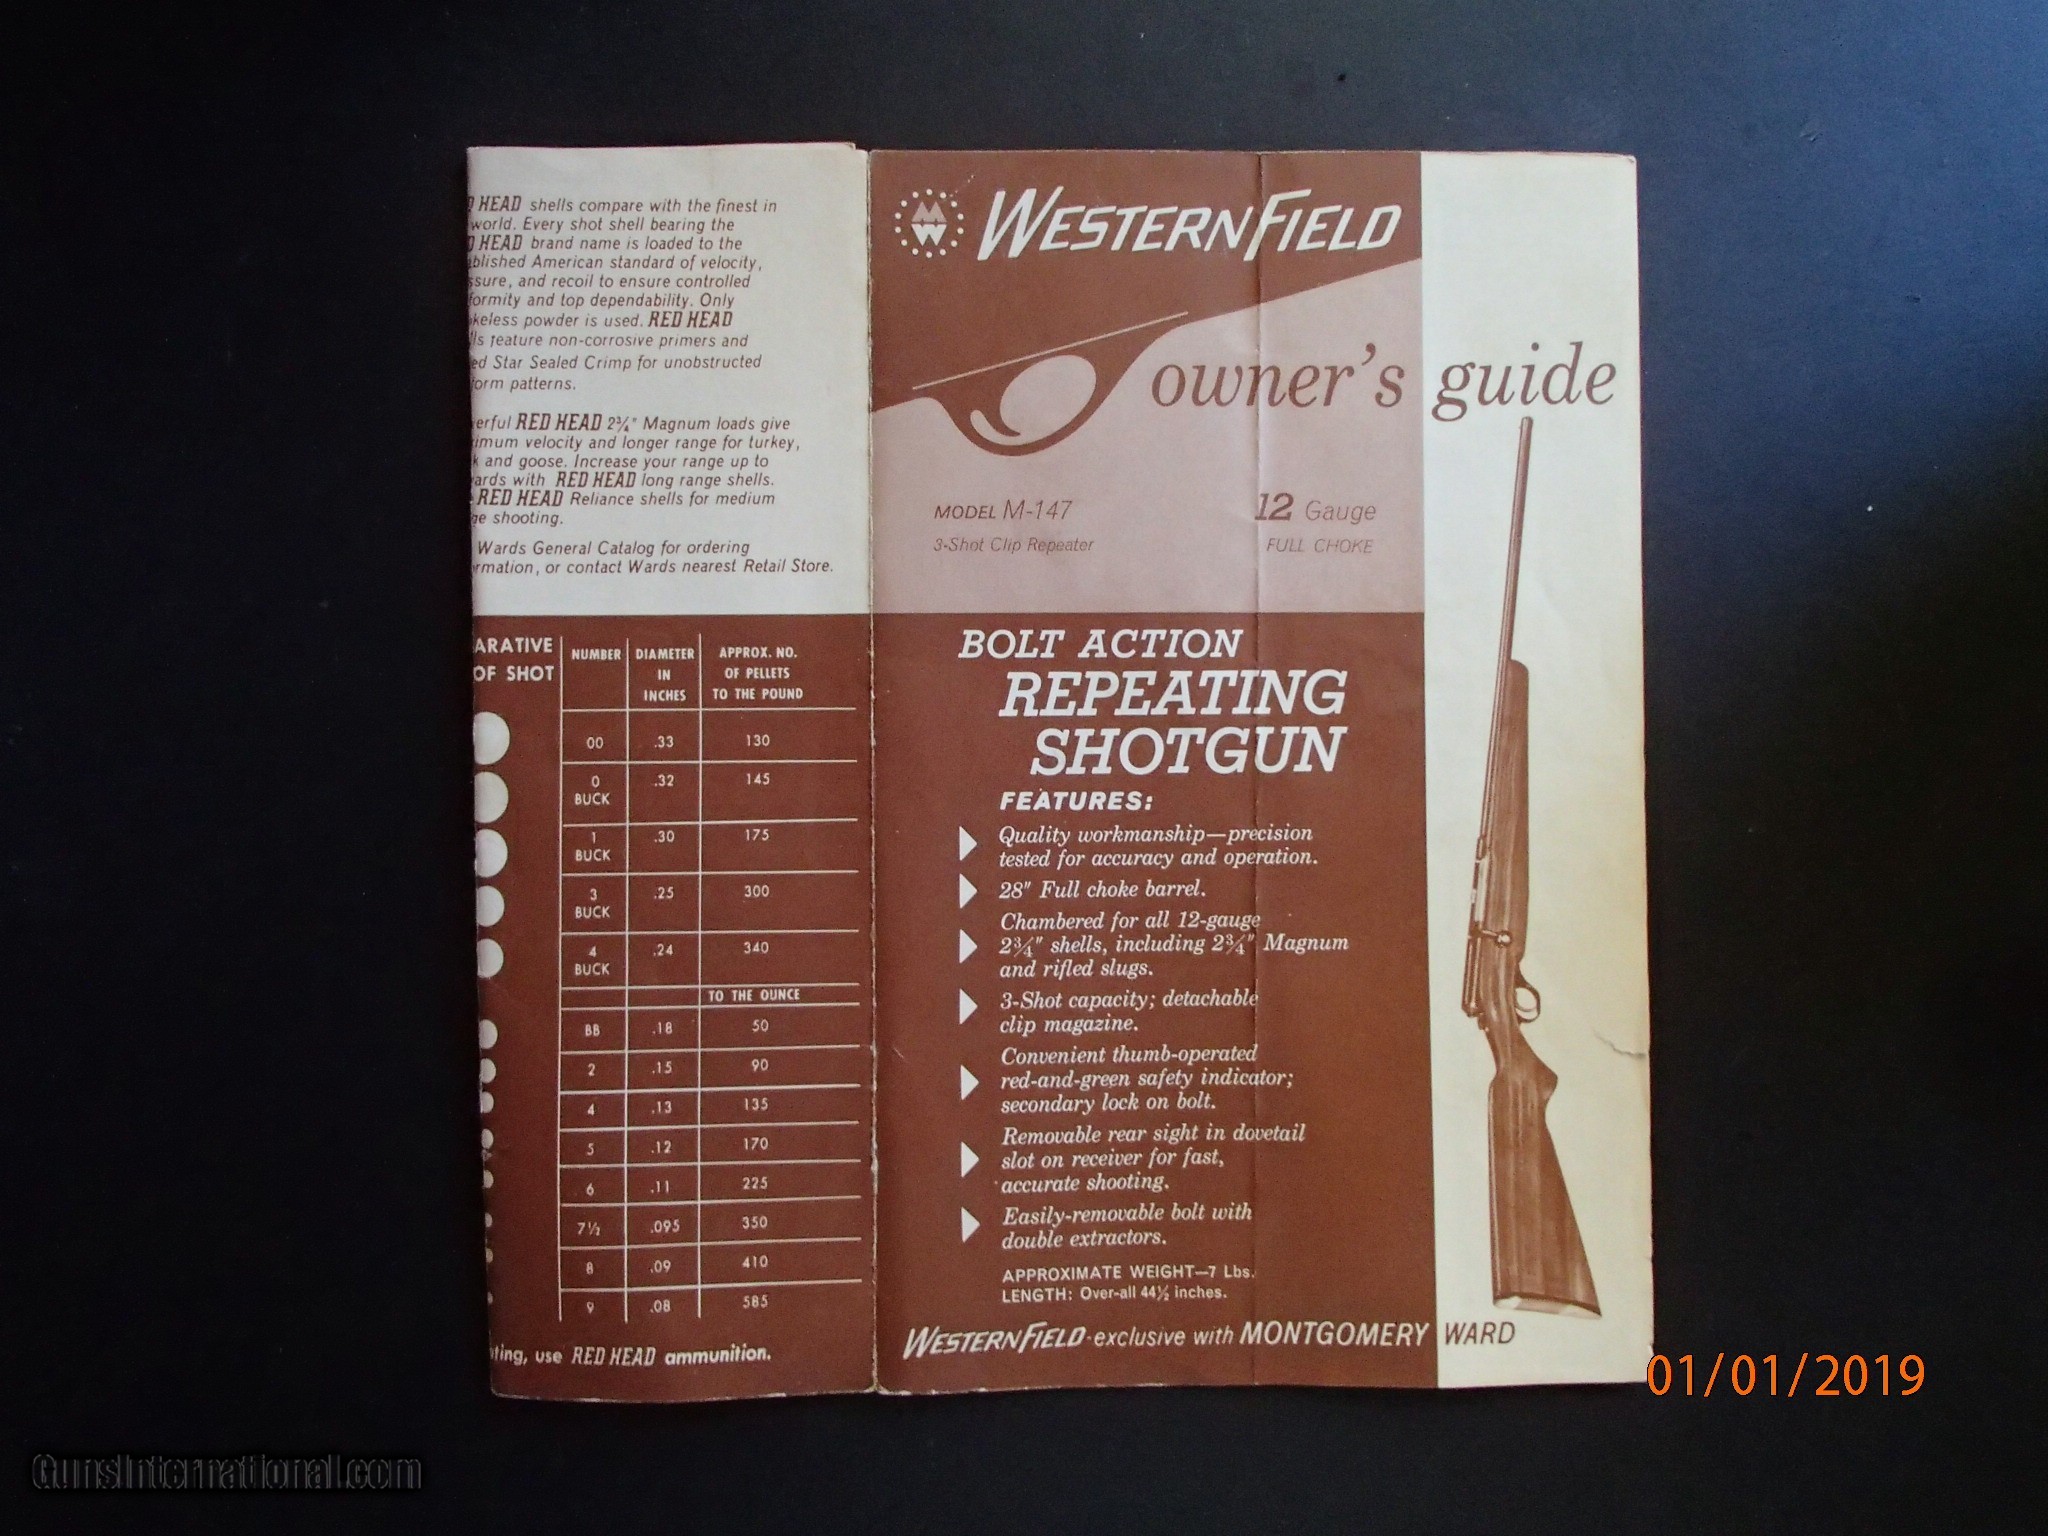 HEAD shells compare with the finest in
world. Every shot shell bearing the
HEAD brand name is loaded to the
American standard of velocity,
and recoil to ensure controlled
and top dependability. Only
powder is used. RED HEAD
feature non-corrosive primers and
Star Sealed Crimp for unobstructed
patterns.
RED HEAD 2¾" Magnum loads give
velocity and longer range for turkey,
and goose. Increase your range up to
with RED HEAD long range shells.
RED HEAD Reliance shells for medium
shooting.
Wards General Catalog for ordering
or contact Wards nearest Retail Store.
ARATIVE
OF SHOT
NUMBER DIAMETER IN INCHES APPROX. NO. OF PELLETS TO THE POUND
00 .33 130
0 BUCK .32 145
1 BUCK .30 175
3 BUCK .25 300
4 BUCK .24 340
TO THE OUNCE
BB .18 50
2 .15 90
4 .13 135
5 .12 170
6 .11 225
7½ .095 350
8 .09 410
9 .08 585
use RED HEAD ammunition.
MW WESTERNFIELD
owner's guide
MODEL M-147
3-Shot Clip Repeater
12 Gauge
FULL CHOKE
BOLT ACTION
REPEATING
SHOTGUN
FEATURES:
Quality workmanship—precision
tested for accuracy and operation.
28" Full choke barrel.
Chambered for all 12-gauge
2¾" shells, including 2¾" Magnum
and rifled slugs.
3-Shot capacity; detachable
clip magazine.
Convenient thumb-operated
red-and-green safety indicator;
secondary lock on bolt.
Removable rear sight in dovetail
slot on receiver for fast,
accurate shooting.
Easily-removable bolt with
double extractors.
APPROXIMATE WEIGHT—7 Lbs.
LENGTH: Over-all 44½ inches.
WESTERNFIELD-exclusive with MONTGOMERY WARD
01/01/2019
GunsInternational.com